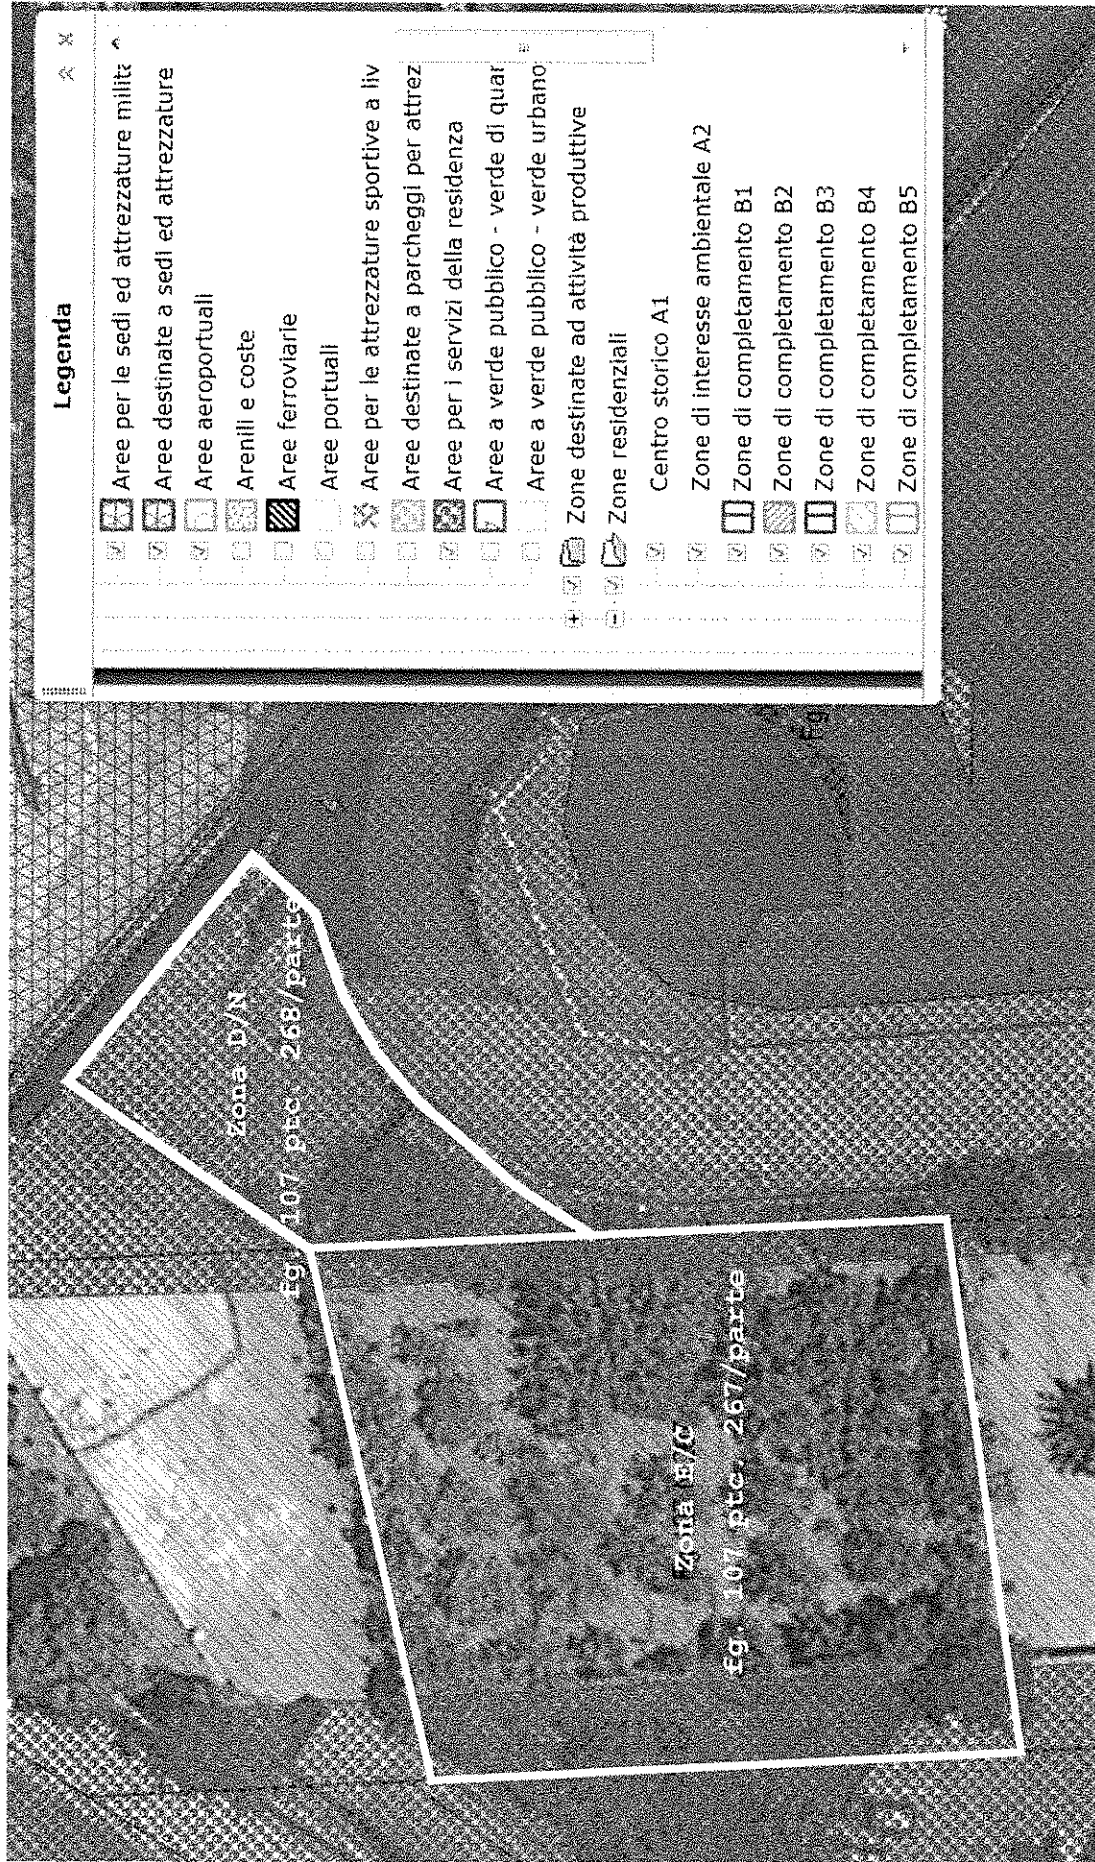 Legenda
Aree per le sedi ed attrezzature milita
Aree destinate a sedi ed attrezzature
Aree aeroportuali
Arenili e coste
Aree ferroviarie
Aree portuali
Aree per le attrezzature sportive a liv
Aree destinate a parcheggi per attrez
Aree per i servizi della residenza
Aree a verde pubblico - verde di quar
Aree a verde pubblico - verde urbano
Zone destinate ad attività produttive
Zone residenziali
Centro storico A1
Zone di interesse ambientale A2
Zone di completamento B1
Zone di completamento B2
Zone di completamento B3
Zone di completamento B4
Zone di completamento B5
Zona D/N
fg. 107 ptc. 268/parte
Zona E/C
fg. 107 ptc. 267/parte
Fg